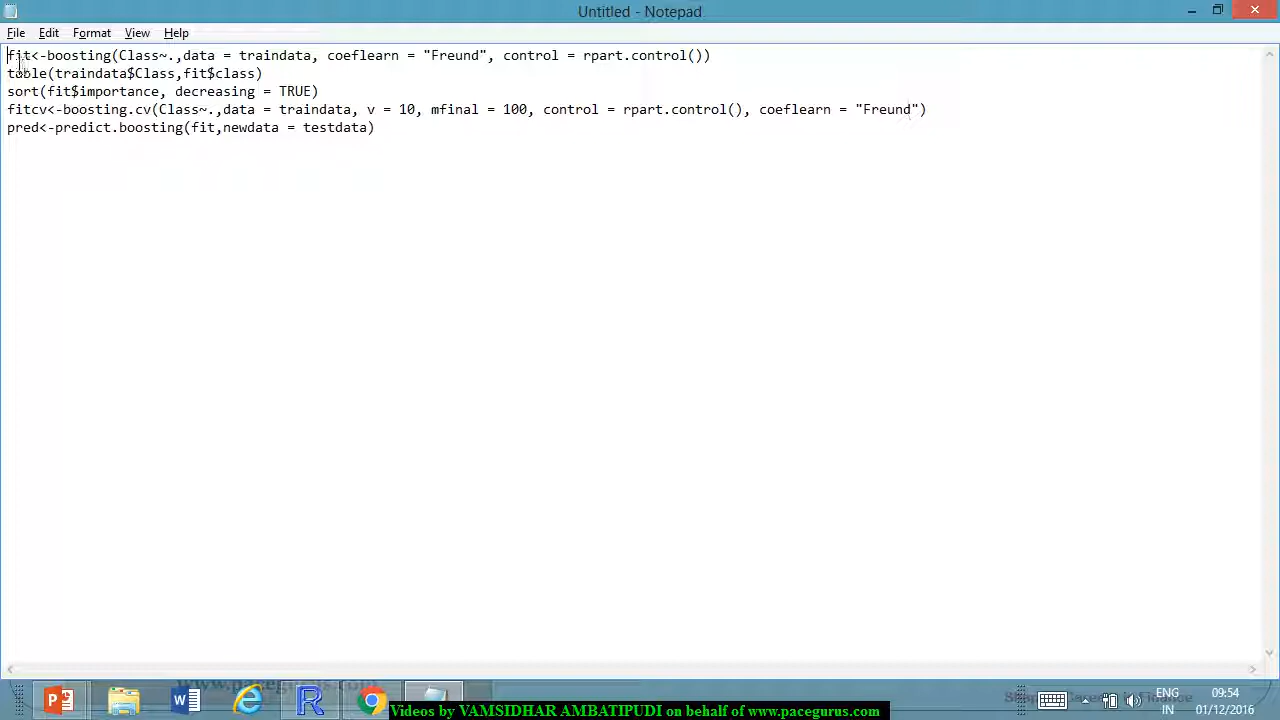 Untitled - Notepad
File Edit Format View Help
fit<-boosting(Class~.,data = traindata, coeflearn = "Freund", control = rpart.control())
table(traindata$Class,fit$class)
sort(fit$importance, decreasing = TRUE)
fitcv<-boosting.cv(Class~.,data = traindata, v = 10, mfinal = 100, control = rpart.control(), coeflearn = "Freund")
pred<-predict.boosting(fit,newdata = testdata)
www.pacegurus.com
ENG 09:54
IN 01/12/2016
Videos by VAMSIDHAR AMBATIPUDI on behalf of www.pacegurus.com